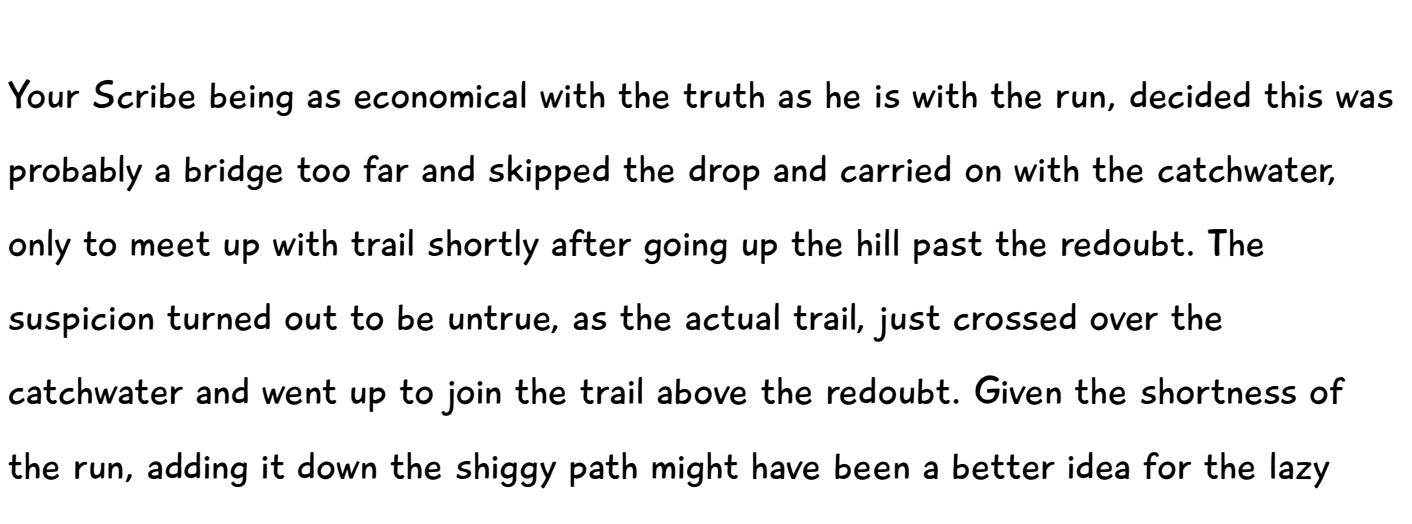 Your Scribe being as economical with the truth as he is with the run, decided this was
probably a bridge too far and skipped the drop and carried on with the catchwater,
only to meet up with trail shortly after going up the hill past the redoubt. The
suspicion turned out to be untrue, as the actual trail, just crossed over the
catchwater and went up to join the trail above the redoubt. Given the shortness of
the run, adding it down the shiggy path might have been a better idea for the lazy